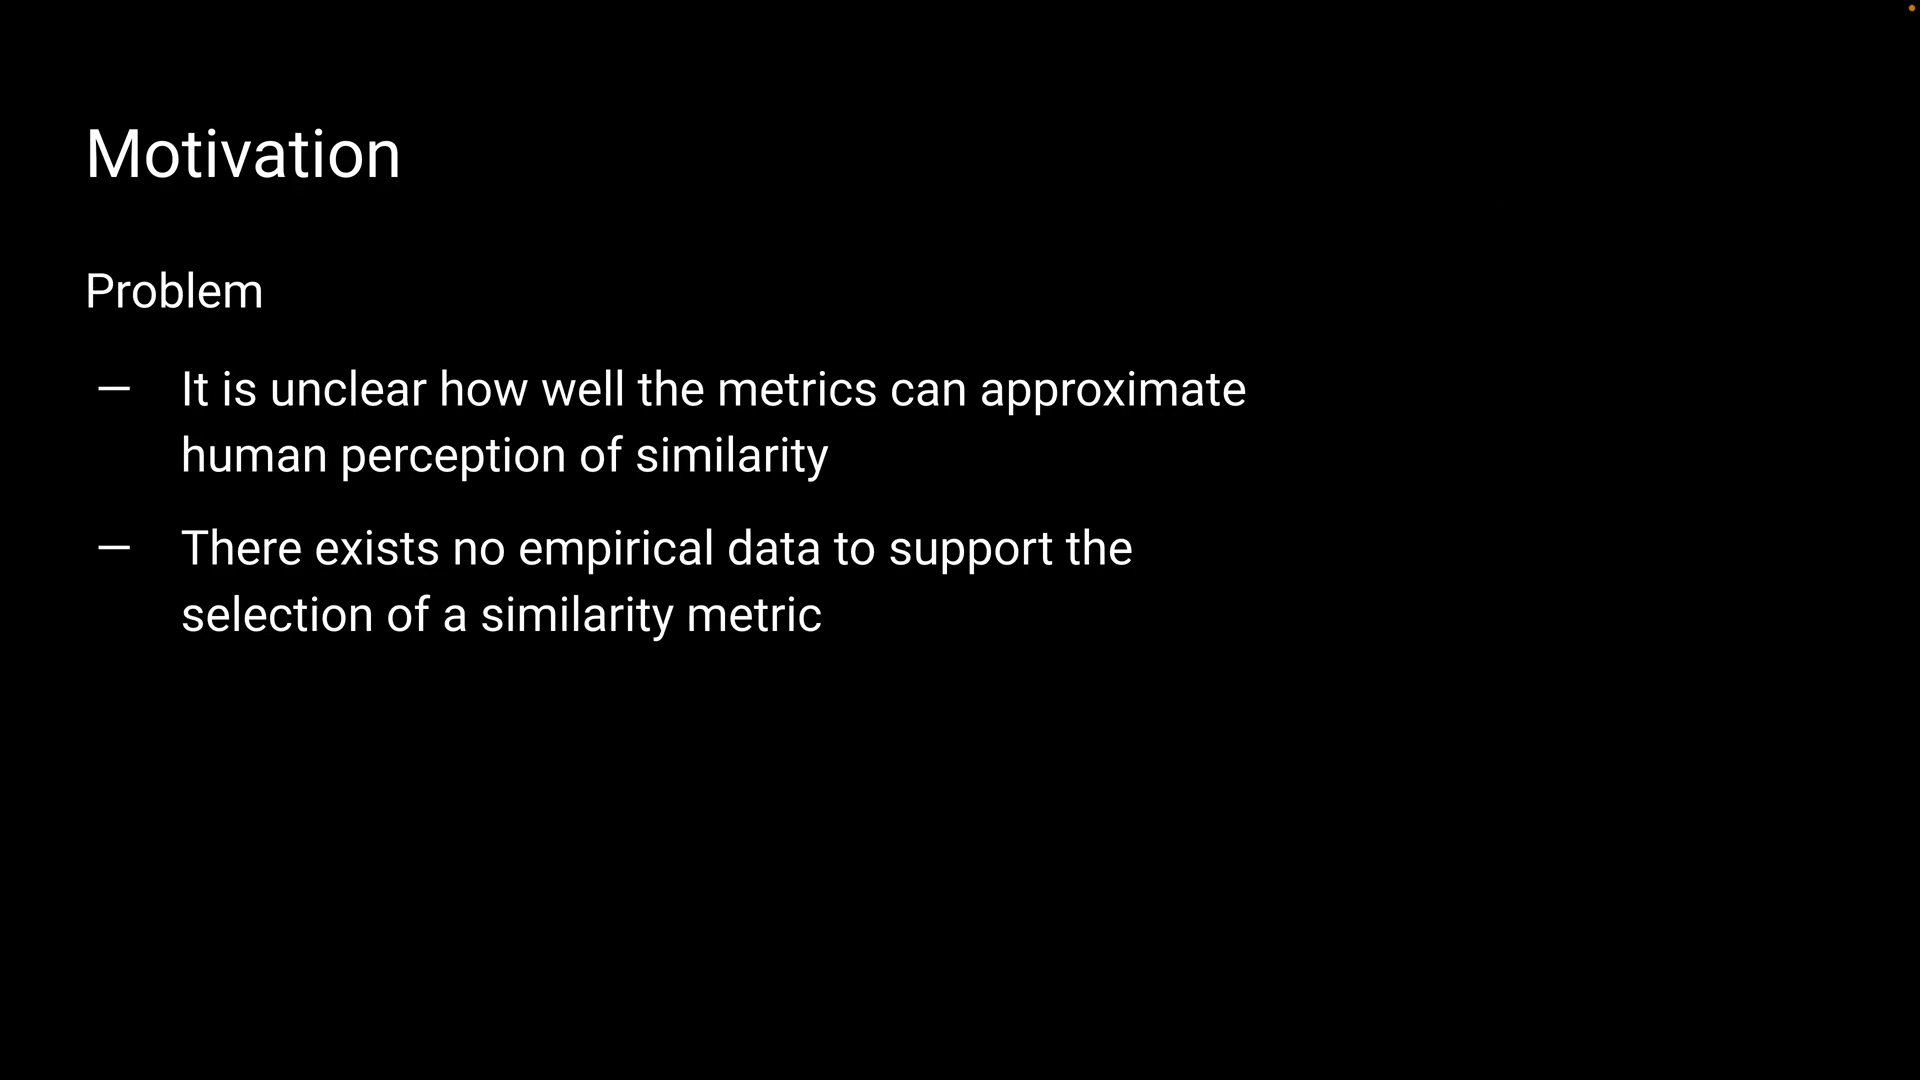 Motivation
Problem
— It is unclear how well the metrics can approximate
human perception of similarity
— There exists no empirical data to support the
selection of a similarity metric